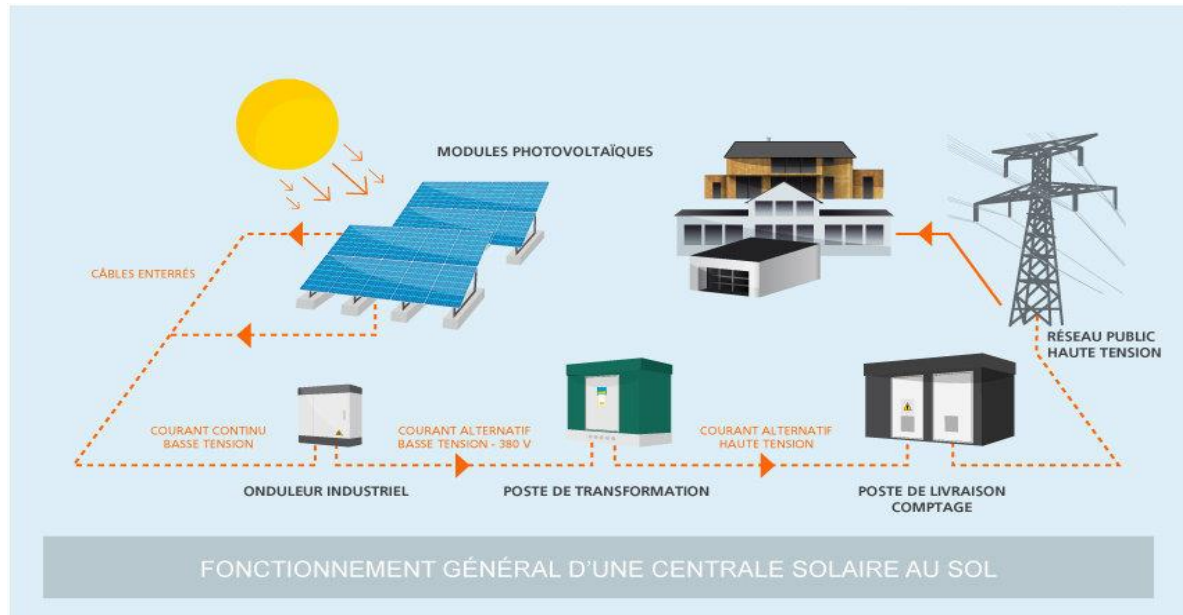 MODULES PHOTOVOLTAÏQUES
CÂBLES ENTERRÉS
RÉSEAU PUBLIC
HAUTE TENSION
COURANT CONTINU
BASSE TENSION
COURANT ALTERNATIF
BASSE TENSION - 380 V
COURANT ALTERNATIF
HAUTE TENSION
ONDULEUR INDUSTRIEL
POSTE DE TRANSFORMATION
POSTE DE LIVRAISON
COMPTAGE
FONCTIONNEMENT GÉNÉRAL D'UNE CENTRALE SOLAIRE AU SOL